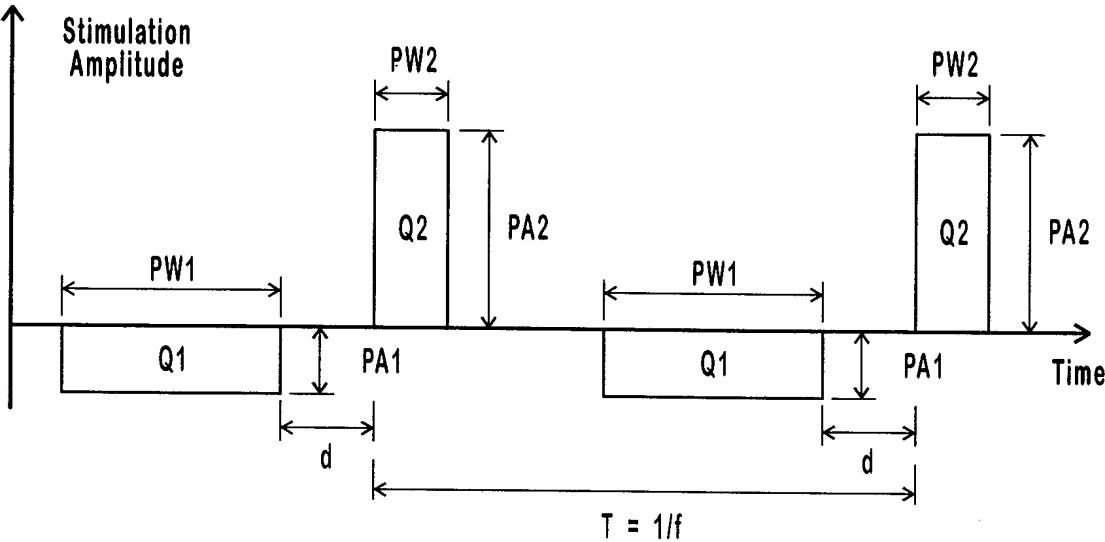 Stimulation
Amplitude
PW2
PW2
Q2
PA2
Q2
PA2
PW1
PW1
Q1
PA1
Q1
PA1
Time
d
d
T = 1/f